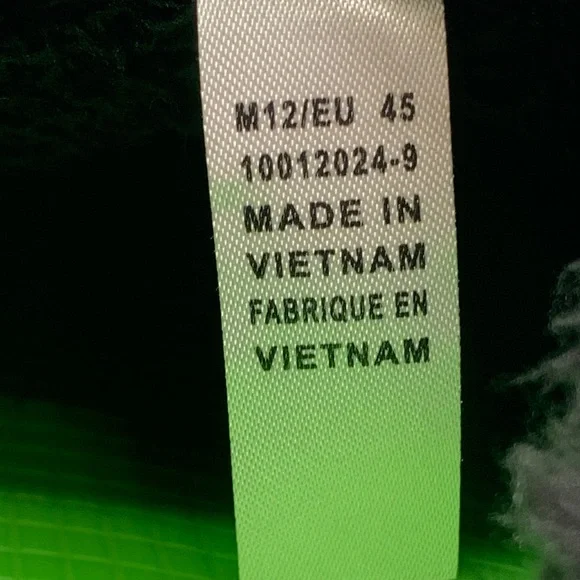 M12/EU 45
10012024-9
MADE IN
VIETNAM
FABRIQUE EN
VIETNAM